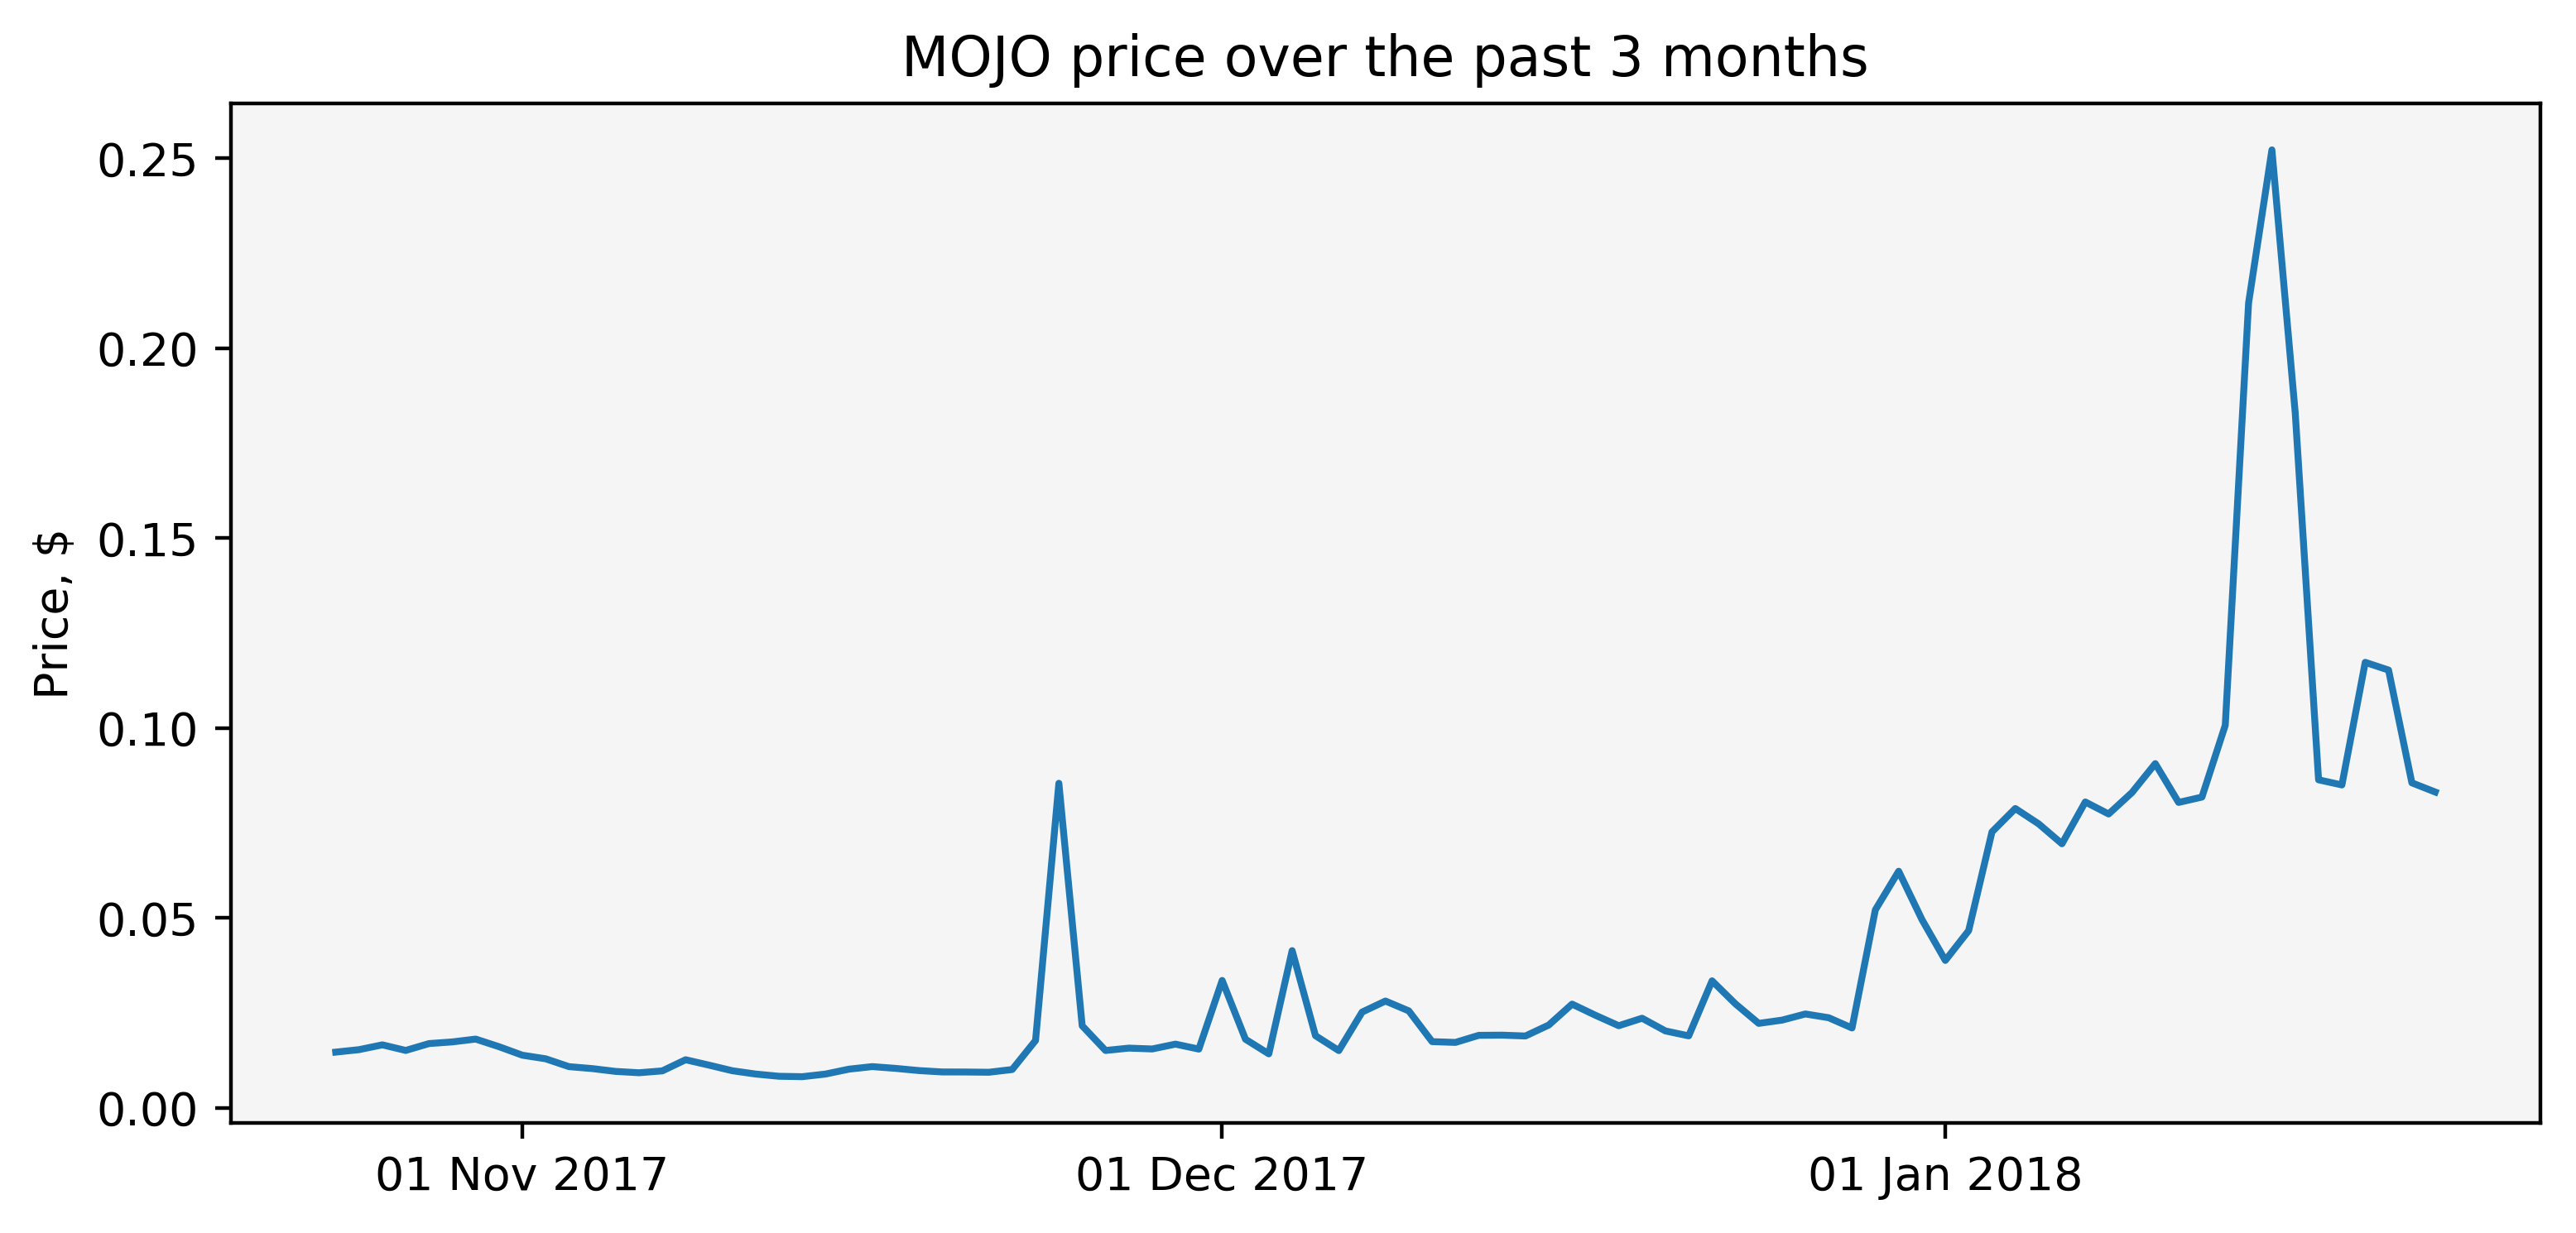 MOJO price over the past 3 months
Price, $
0.25
0.20
0.15
0.10
0.05
0.00
01 Nov 2017
01 Dec 2017
01 Jan 2018